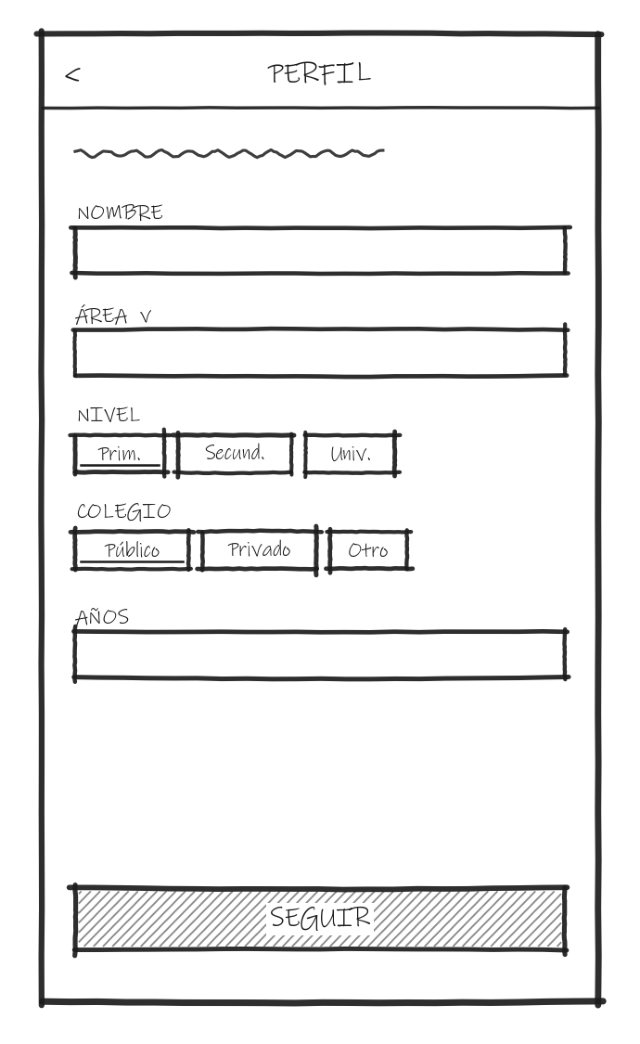 < PERFIL
NOMBRE
ÁREA v
NIVEL
Prim. Secund. Univ.
COLEGIO
Público Privado Otro
AÑOS
SEGUIR